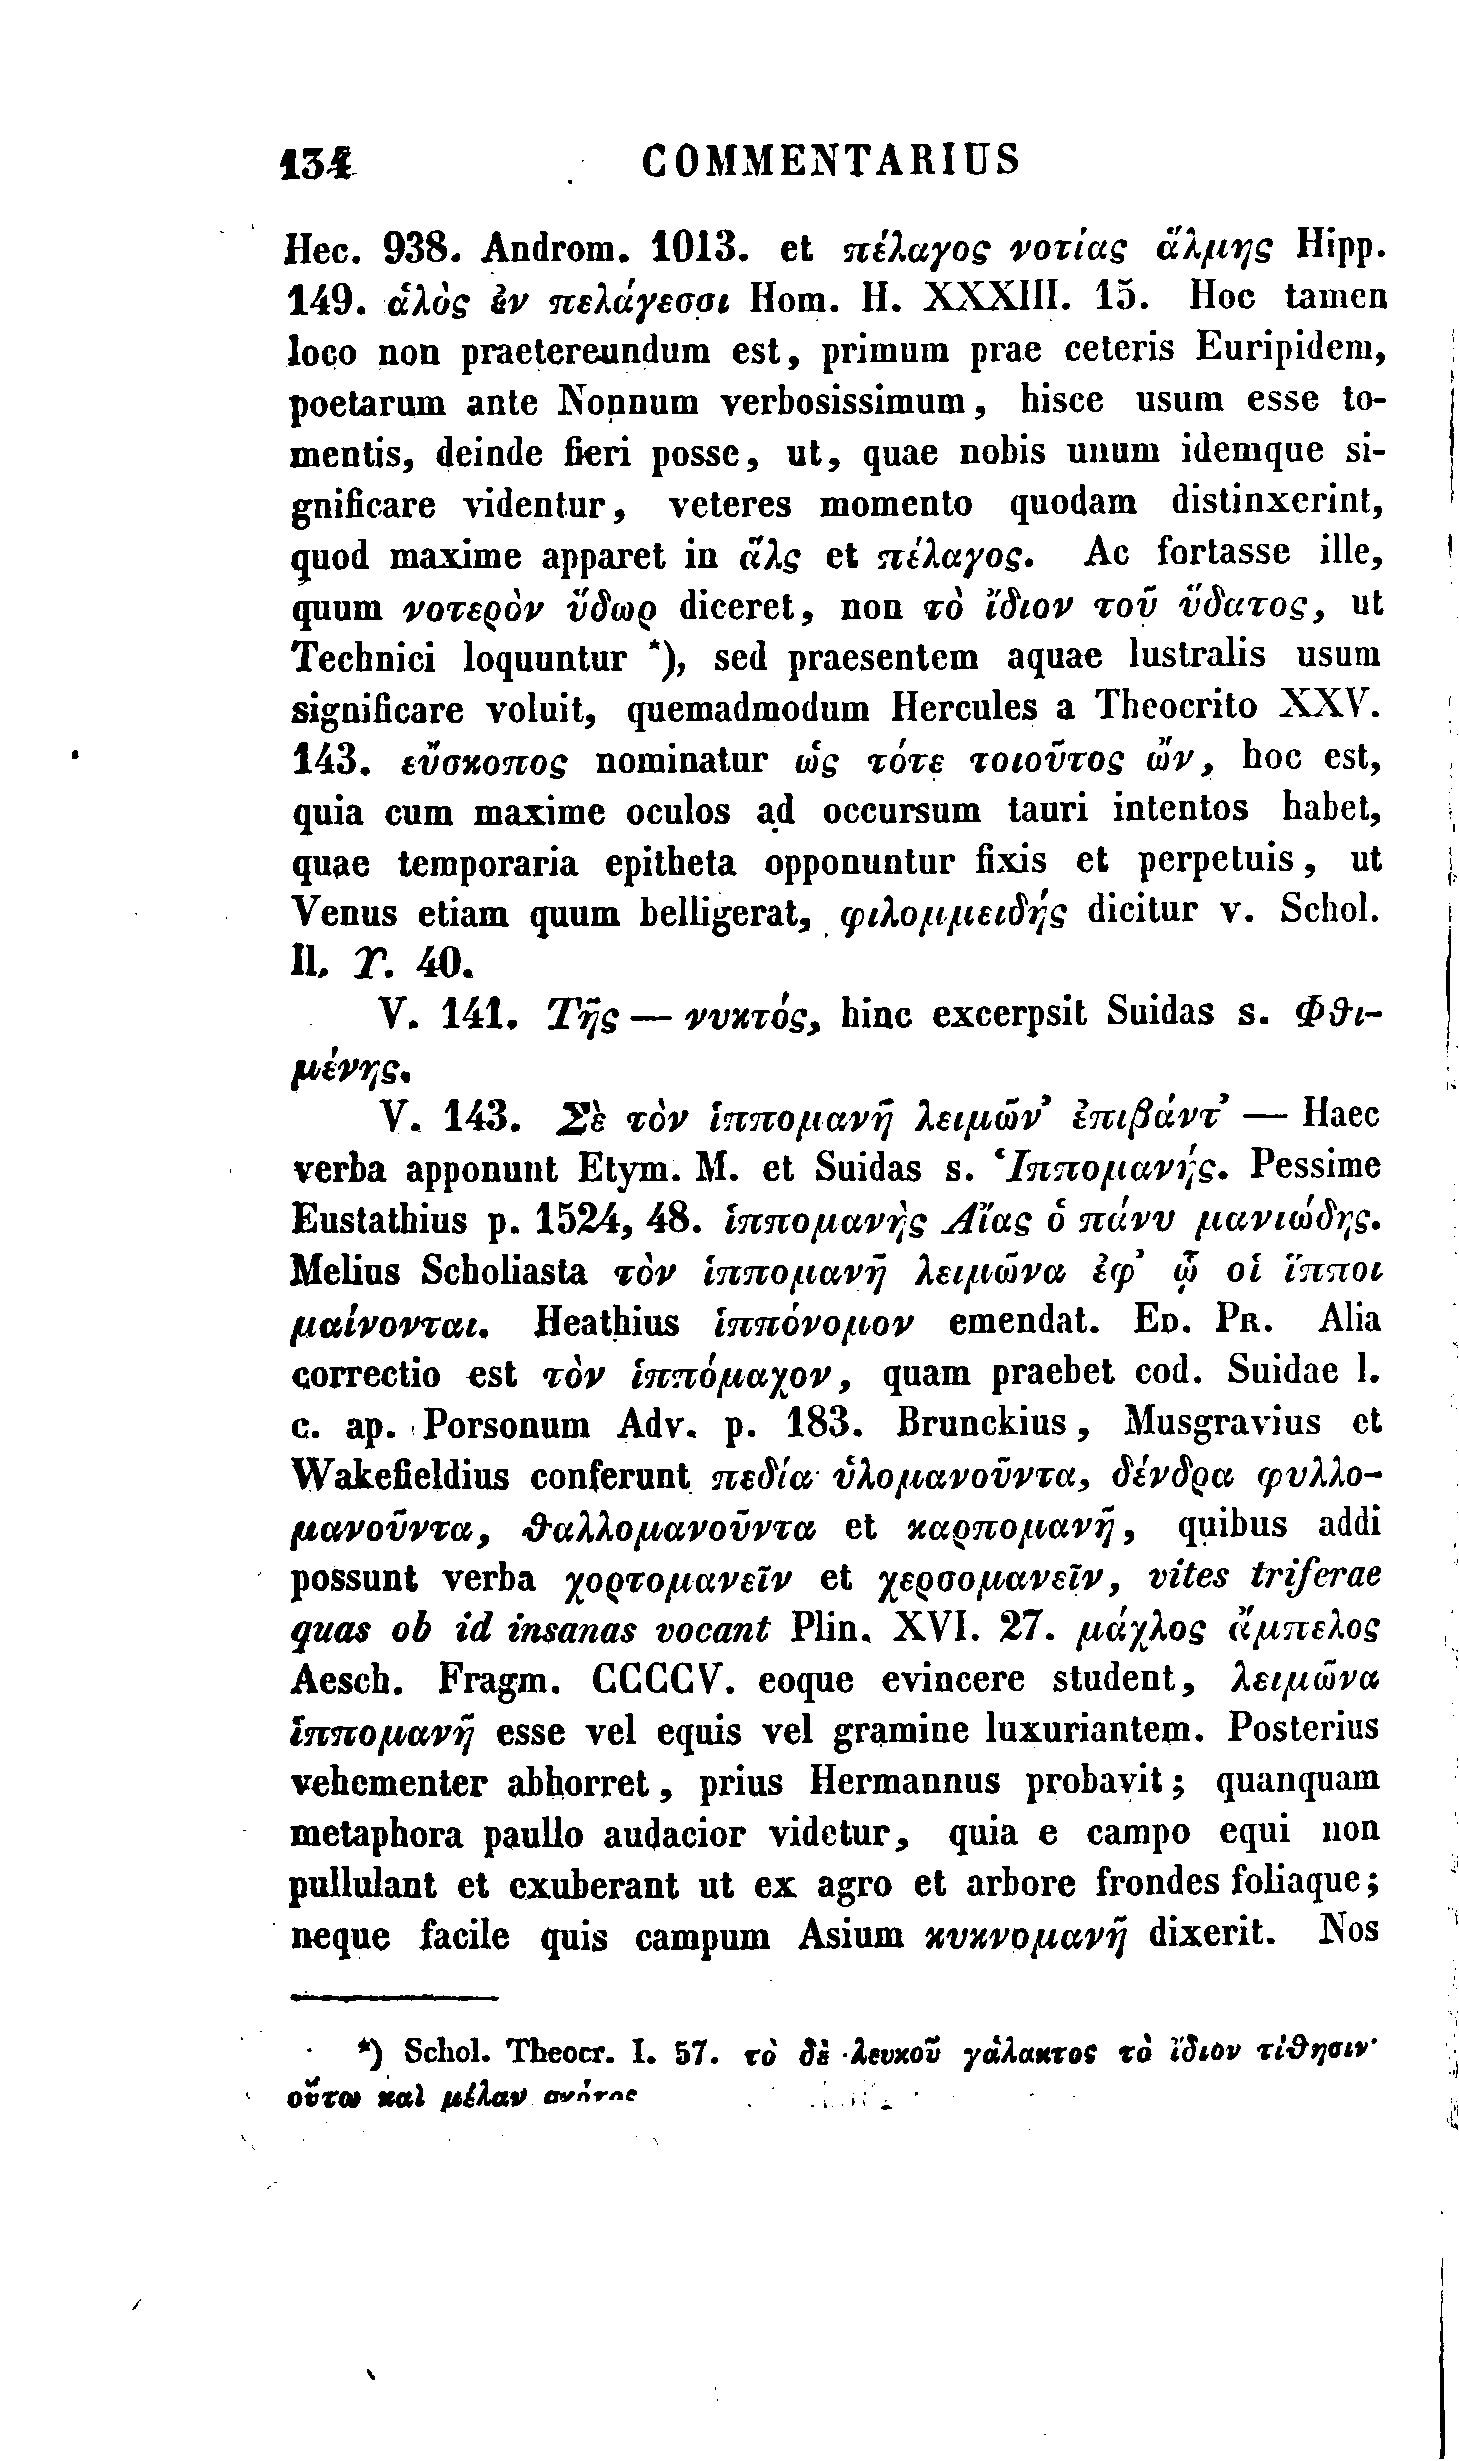 134 COMMENTARIUS
Hec. 938. Androm. 1013. et πέλαγος νοτίας ἅλμης Hipp.
149. ἁλὸς ἐν πελάγεσσι Hom. H. XXXIII. 15. Hoc tamen
loco non praetereundum est, primum prae ceteris Euripidem,
poetarum ante Nonnum verbosissimum, hisce usum esse to-
mentis, deinde fieri posse, ut, quae nobis unum idemque si-
gnificare videntur, veteres momento quodam distinxerint,
quod maxime apparet in ἅλς et πέλαγος. Ac fortasse ille,
quum νοτερὸν ὕδωρ diceret, non τὸ ἴδιον τοῦ ὕδατος, ut
Technici loquuntur *), sed praesentem aquae lustralis usum
significare voluit, quemadmodum Hercules a Theocrito XXV.
143. εὔσκοπος nominatur ὡς τότε τοιοῦτος ὤν, hoc est,
quia cum maxime oculos ad occursum tauri intentos habet,
quae temporaria epitheta opponuntur fixis et perpetuis, ut
Venus etiam quum belligerat, φιλομμειδής dicitur v. Schol.
Il. Υ. 40.
V. 141. Τῆς — νυκτός, hinc excerpsit Suidas s. Φθι-
μένης.
V. 143. Σὲ τὸν ἱππομανῆ λειμῶν’ ἐπιβάντ’ — Haec
verba apponunt Etym. M. et Suidas s. Ἱππομανής. Pessime
Eustathius p. 1524, 48. ἱππομανὴς Αἴας ὁ πάνυ μανιώδης.
Melius Scholiasta τὸν ἱππομανῆ λειμῶνα ἐφ’ ᾧ οἱ ἵπποι
μαίνονται. Heathius ἱππόνομον emendat. ED. PR. Alia
correctio est τὸν ἱππόμαχον, quam praebet cod. Suidae l.
c. ap. Porsonum Adv. p. 183. Brunckius, Musgravius et
Wakefieldius conferunt πεδία ὑλομανοῦντα, δένδρα φυλλο-
μανοῦντα, θαλλομανοῦντα et καρπομανῆ, quibus addi
possunt verba χορτομανεῖν et χερσομανεῖν, vites triferae
quas ob id insanas vocant Plin. XVI. 27. μάχλος ἄμπελος
Aesch. Fragm. CCCCV. eoque evincere student, λειμῶνα
ἱππομανῆ esse vel equis vel gramine luxuriantem. Posterius
vehementer abhorret, prius Hermannus probavit; quanquam
metaphora paullo audacior videtur, quia e campo equi non
pullulant et exuberant ut ex agro et arbore frondes foliaque;
neque facile quis campum Asium κυκνομανῆ dixerit. Nos
*) Schol. Theocr. I. 57. τὸ δὲ λευκοῦ γάλακτος τὸ ἴδιον τίθησιν·
οὕτω καὶ μέλαν